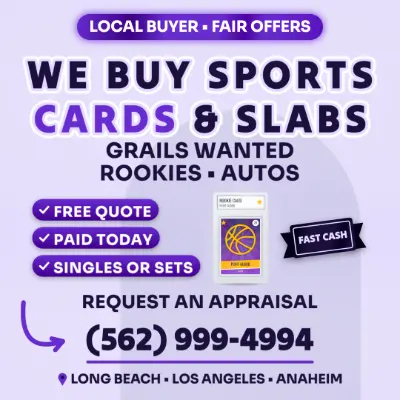 LOCAL BUYER • FAIR OFFERS
WE BUY SPORTS
CARDS & SLABS
GRAILS WANTED
ROOKIES • AUTOS
FREE QUOTE
PAID TODAY
SINGLES OR SETS
FAST CASH
REQUEST AN APPRAISAL
(562) 999-4994
LONG BEACH • LOS ANGELES • ANAHEIM